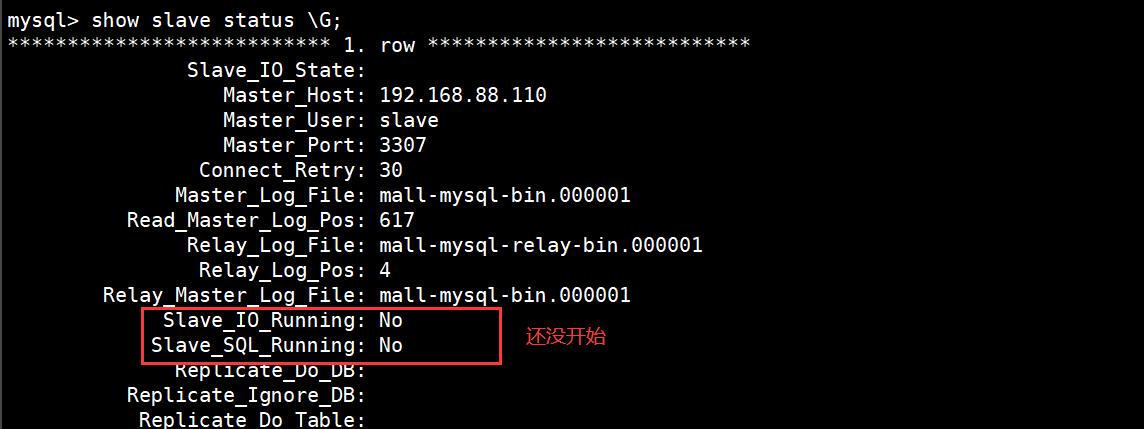 mysql> show slave status \G;
*************************** 1. row ***************************
Slave_IO_State:
Master_Host: 192.168.88.110
Master_User: slave
Master_Port: 3307
Connect_Retry: 30
Master_Log_File: mall-mysql-bin.000001
Read_Master_Log_Pos: 617
Relay_Log_File: mall-mysql-relay-bin.000001
Relay_Log_Pos: 4
Relay_Master_Log_File: mall-mysql-bin.000001
Slave_IO_Running: No
还没开始
Slave_SQL_Running: No
Replicate_Do_DB:
Replicate_Ignore_DB:
Replicate_Do_Table: